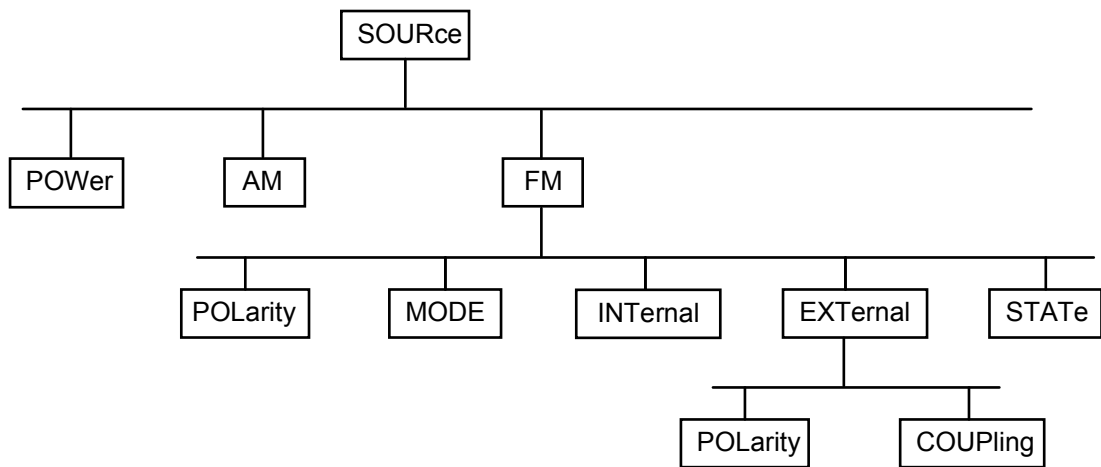 SOURce
POWer
AM
FM
POLarity
MODE
INTernal
EXTernal
STATe
POLarity
COUPling